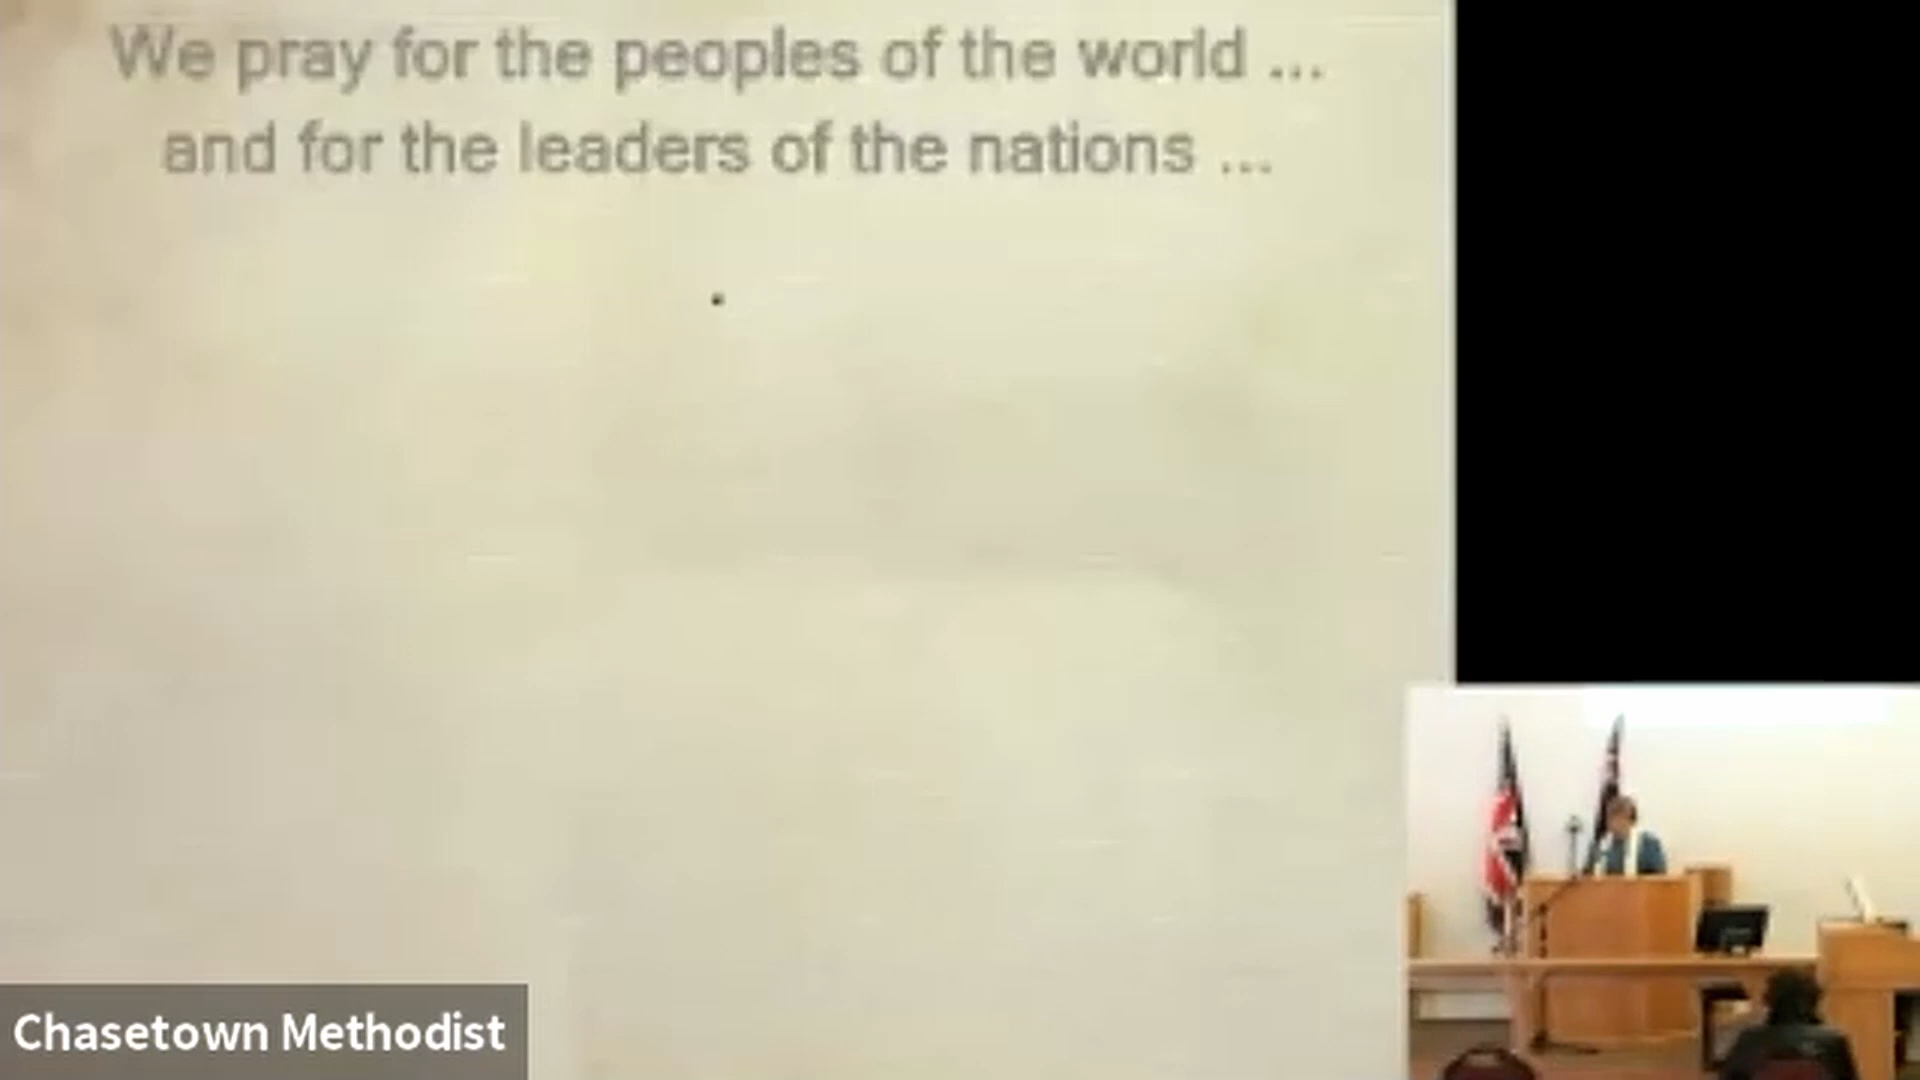 We pray for the peoples of the world ...
and for the leaders of the nations ...
Chasetown Methodist